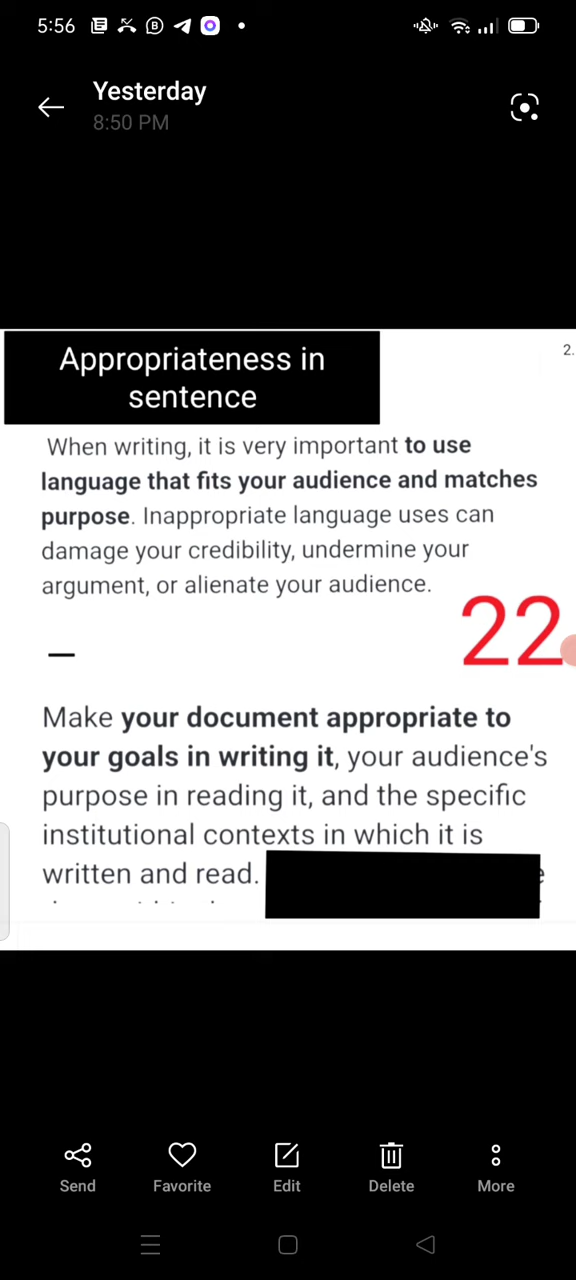 5:56
Yesterday
8:50 PM
Appropriateness in
sentence
2.
When writing, it is very important to use
language that fits your audience and matches
purpose. Inappropriate language uses can
damage your credibility, undermine your
argument, or alienate your audience.
22
Make your document appropriate to
your goals in writing it, your audience's
purpose in reading it, and the specific
institutional contexts in which it is
written and read.
Send
Favorite
Edit
Delete
More